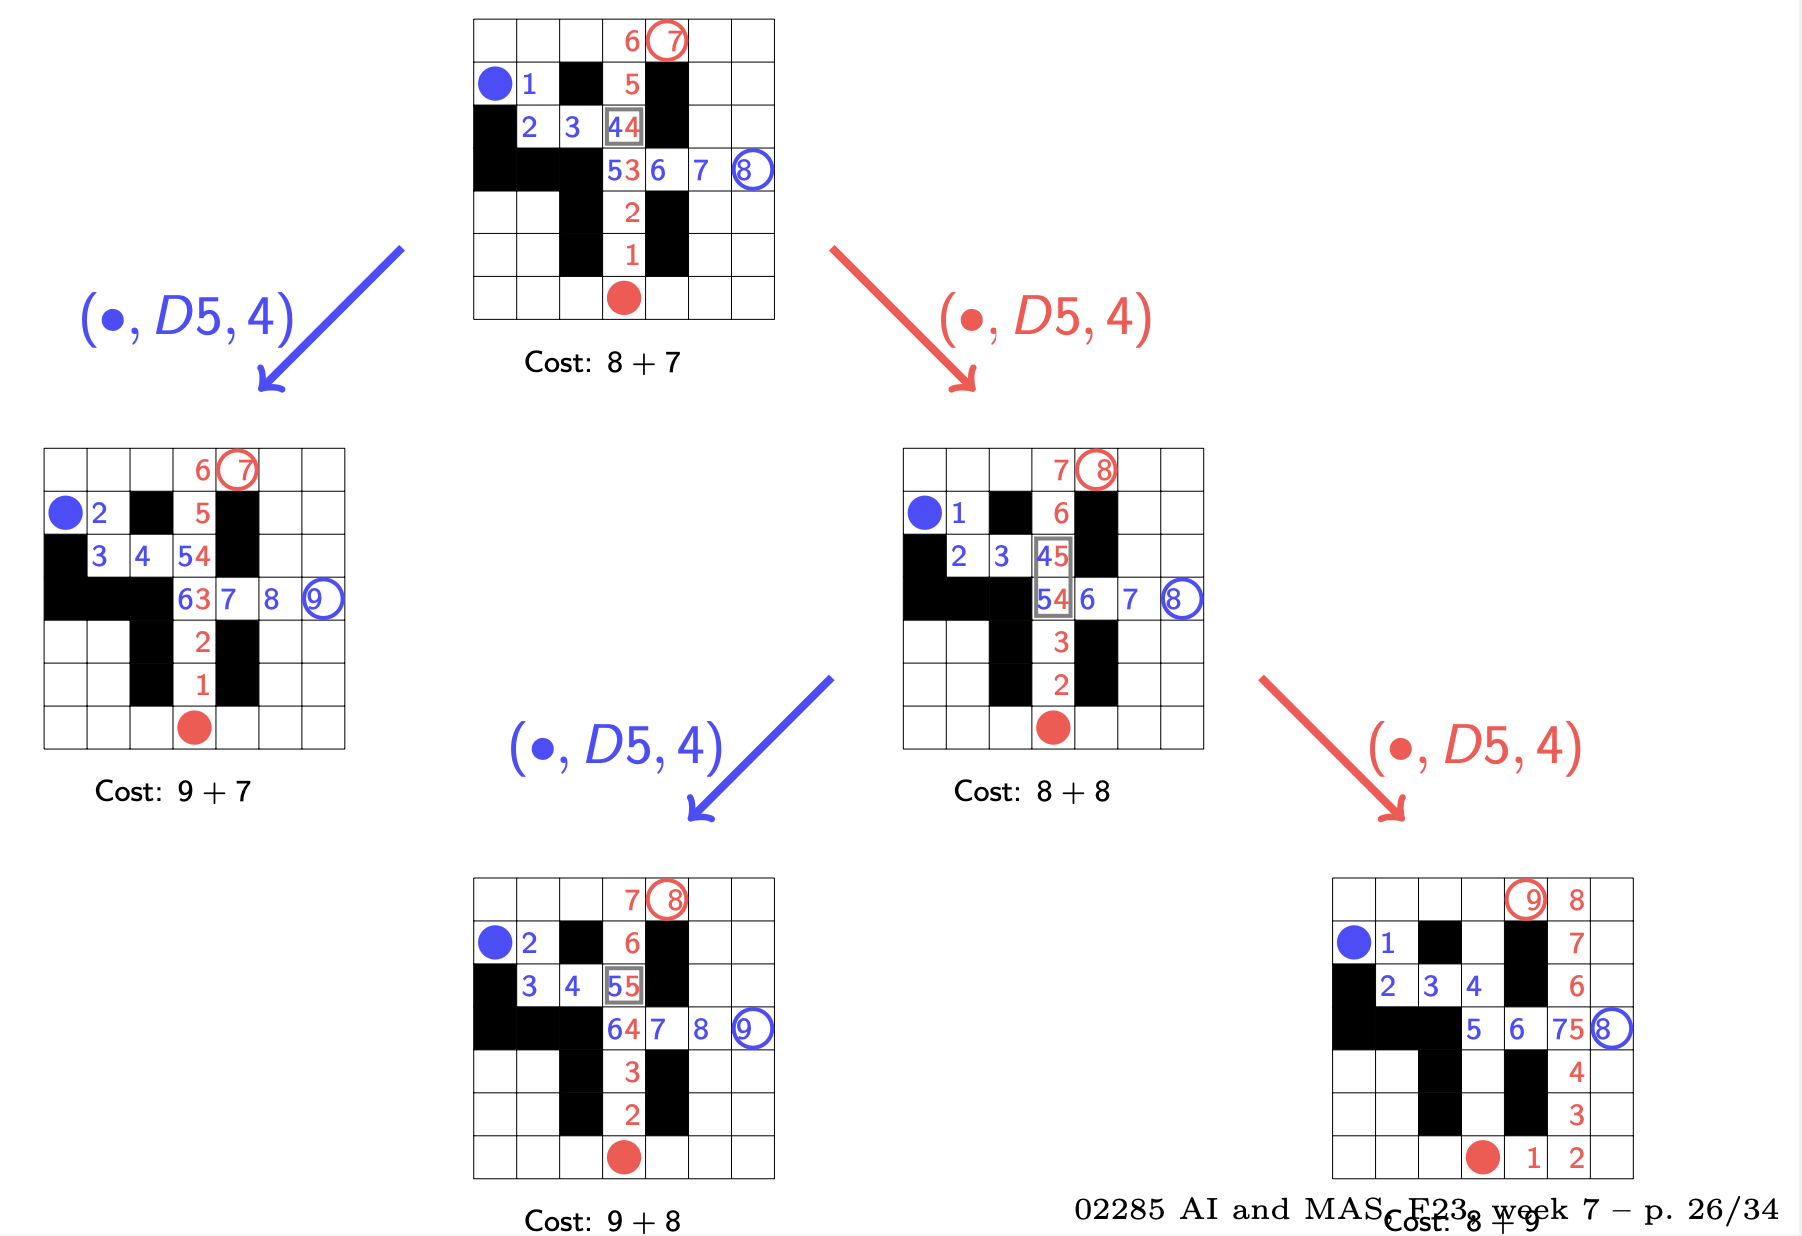 6 7
1 5
2 3 44
53 6 7 8
2
1
Cost: 8 + 7
(●, D5, 4)
(●, D5, 4)
6 7
2 5
3 4 54
63 7 8 9
2
1
Cost: 9 + 7
7 8
1 6
2 3 45
54 6 7 8
3
2
Cost: 8 + 8
(●, D5, 4)
(●, D5, 4)
7 8
2 6
3 4 55
64 7 8 9
3
2
Cost: 9 + 8
9 8
1 7
2 3 4 6
5 6 75 8
4
3
1 2
Cost: 8 + 9
02285 AI and MAS, F23, week 7 – p. 26/34